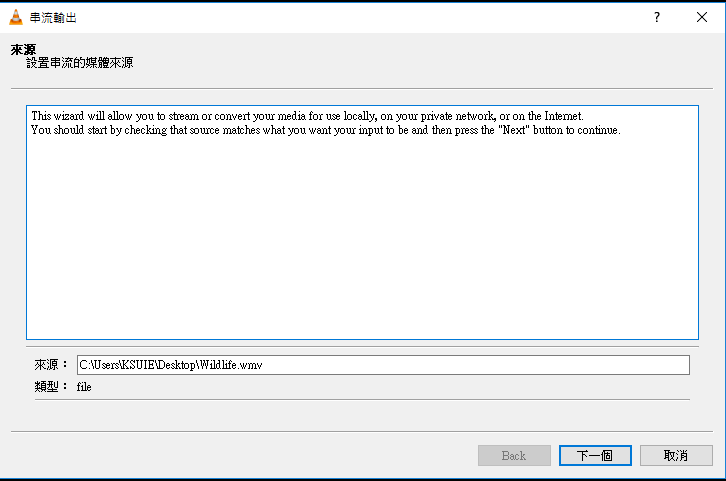 串流輸出
?
來源
設置串流的媒體來源
This wizard will allow you to stream or convert your media for use locally, on your private network, or on the Internet.
You should start by checking that source matches what you want your input to be and then press the "Next" button to continue.
來源： C:\Users\KSUIE\Desktop\Wildlife.wmv
類型： file
Back 下一個 取消